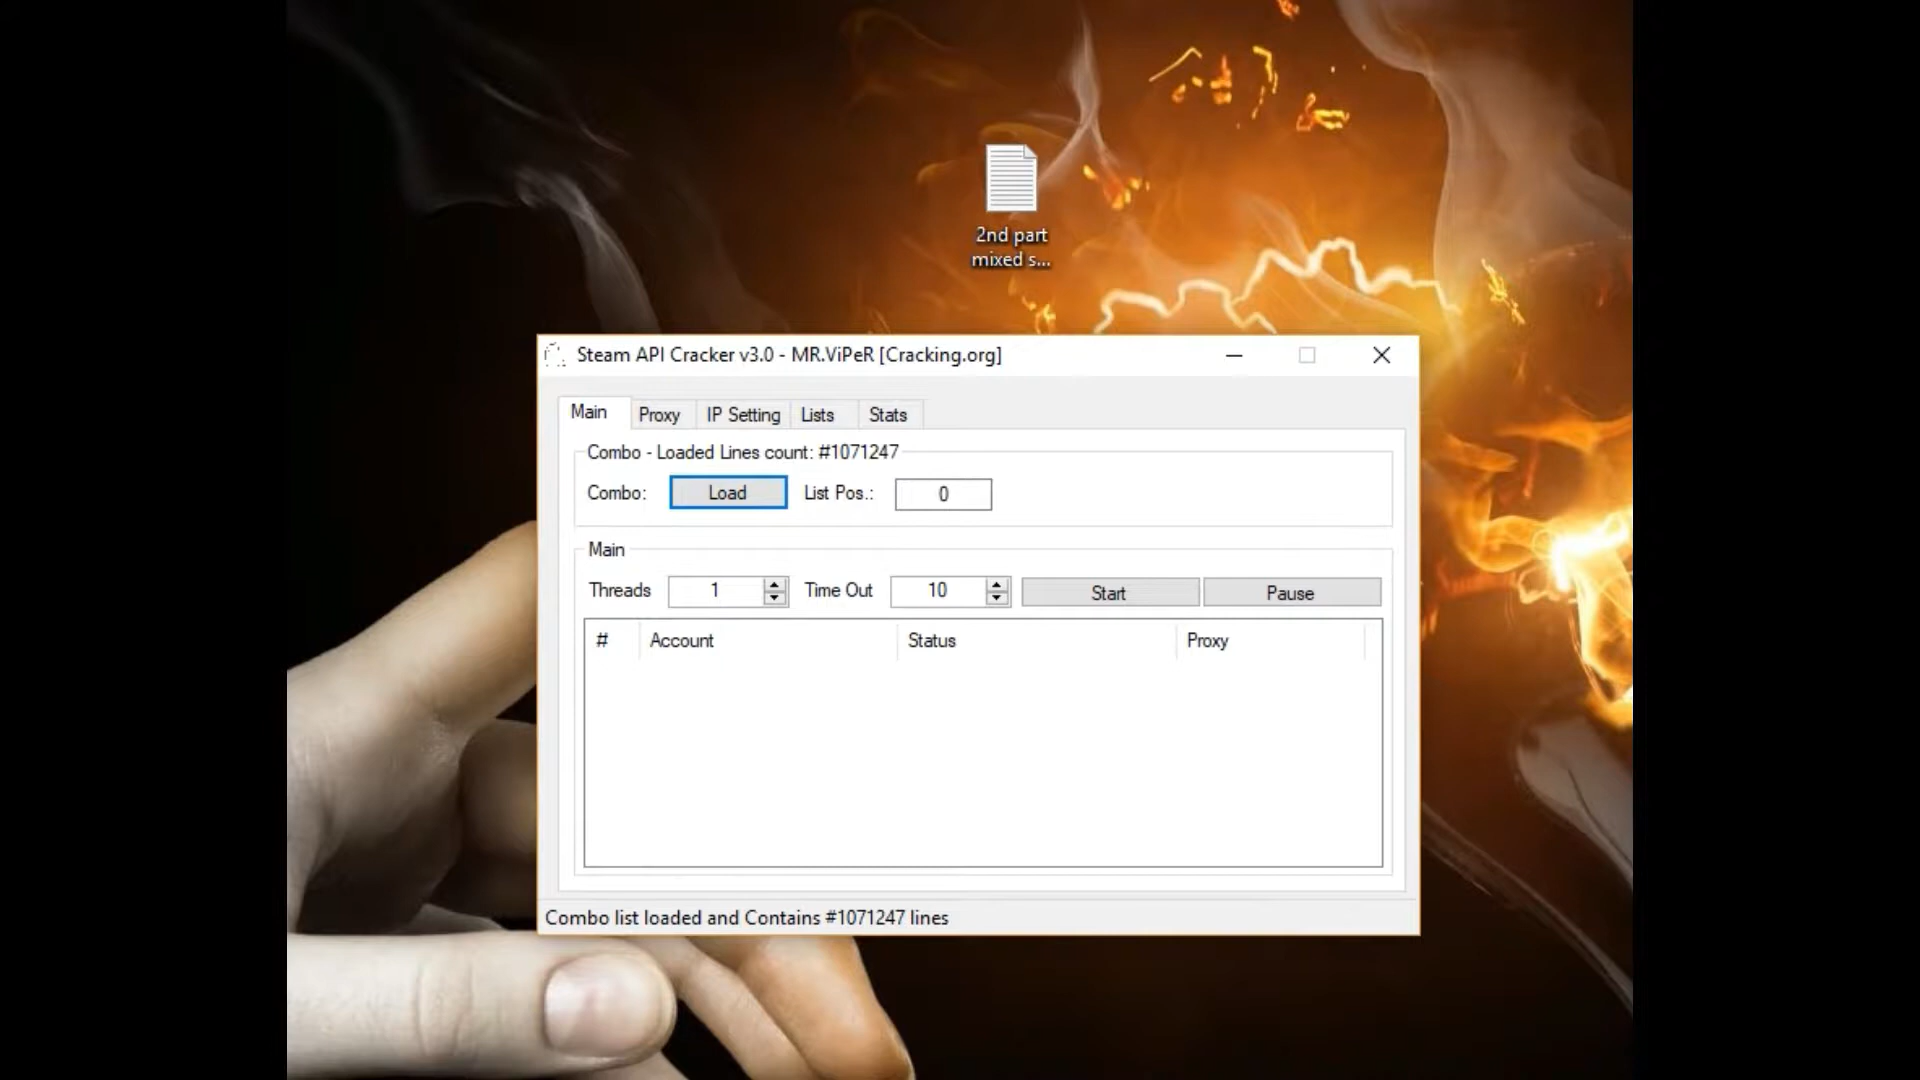 2nd part
mixed s...
Steam API Cracker v3.0 - MR.ViPeR [Cracking.org]
Main Proxy IP Setting Lists Stats
Combo - Loaded Lines count: #1071247
Combo: Load List Pos.: 0
Main
Threads 1 Time Out 10 Start Pause
# Account Status Proxy
Combo list loaded and Contains #1071247 lines